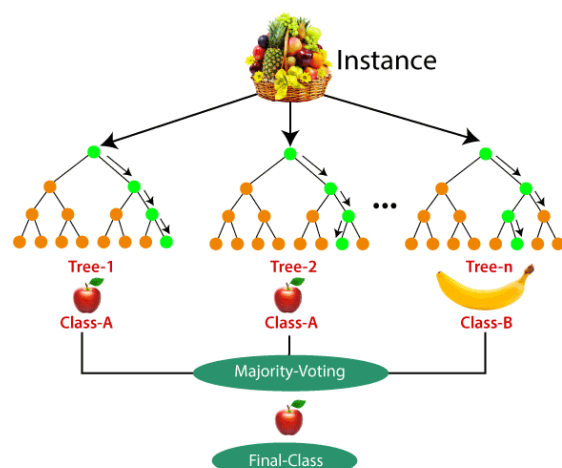 Instance
...
Tree-1
Tree-2
Tree-n
Class-A
Class-A
Class-B
Majority-Voting
Final-Class